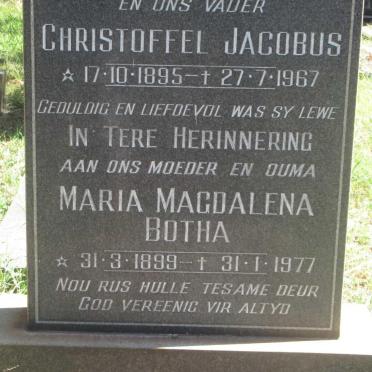 EN ONS VADER
CHRISTOFFEL JACOBUS
☆ 17·10·1895 – † 27·7·1967
GEDULDIG EN LIEFDEVOL WAS SY LEWE
IN TERE HERINNERING
AAN ONS MOEDER EN OUMA
MARIA MAGDALENA
BOTHA
☆ 31·3·1899 – † 31·1·1977
NOU RUS HULLE TESAME DEUR
GOD VEREENIG VIR ALTYD